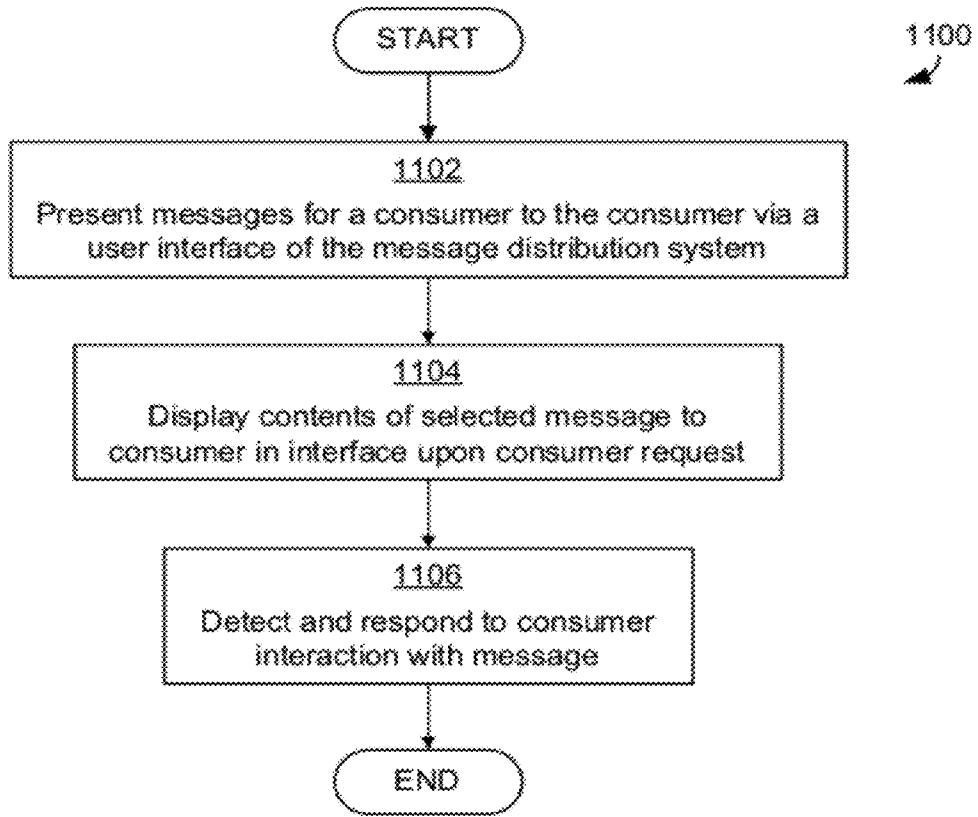 START
1100
1102
Present messages for a consumer to the consumer via a
user interface of the message distribution system
1104
Display contents of selected message to
consumer in interface upon consumer request
1106
Detect and respond to consumer
interaction with message
END